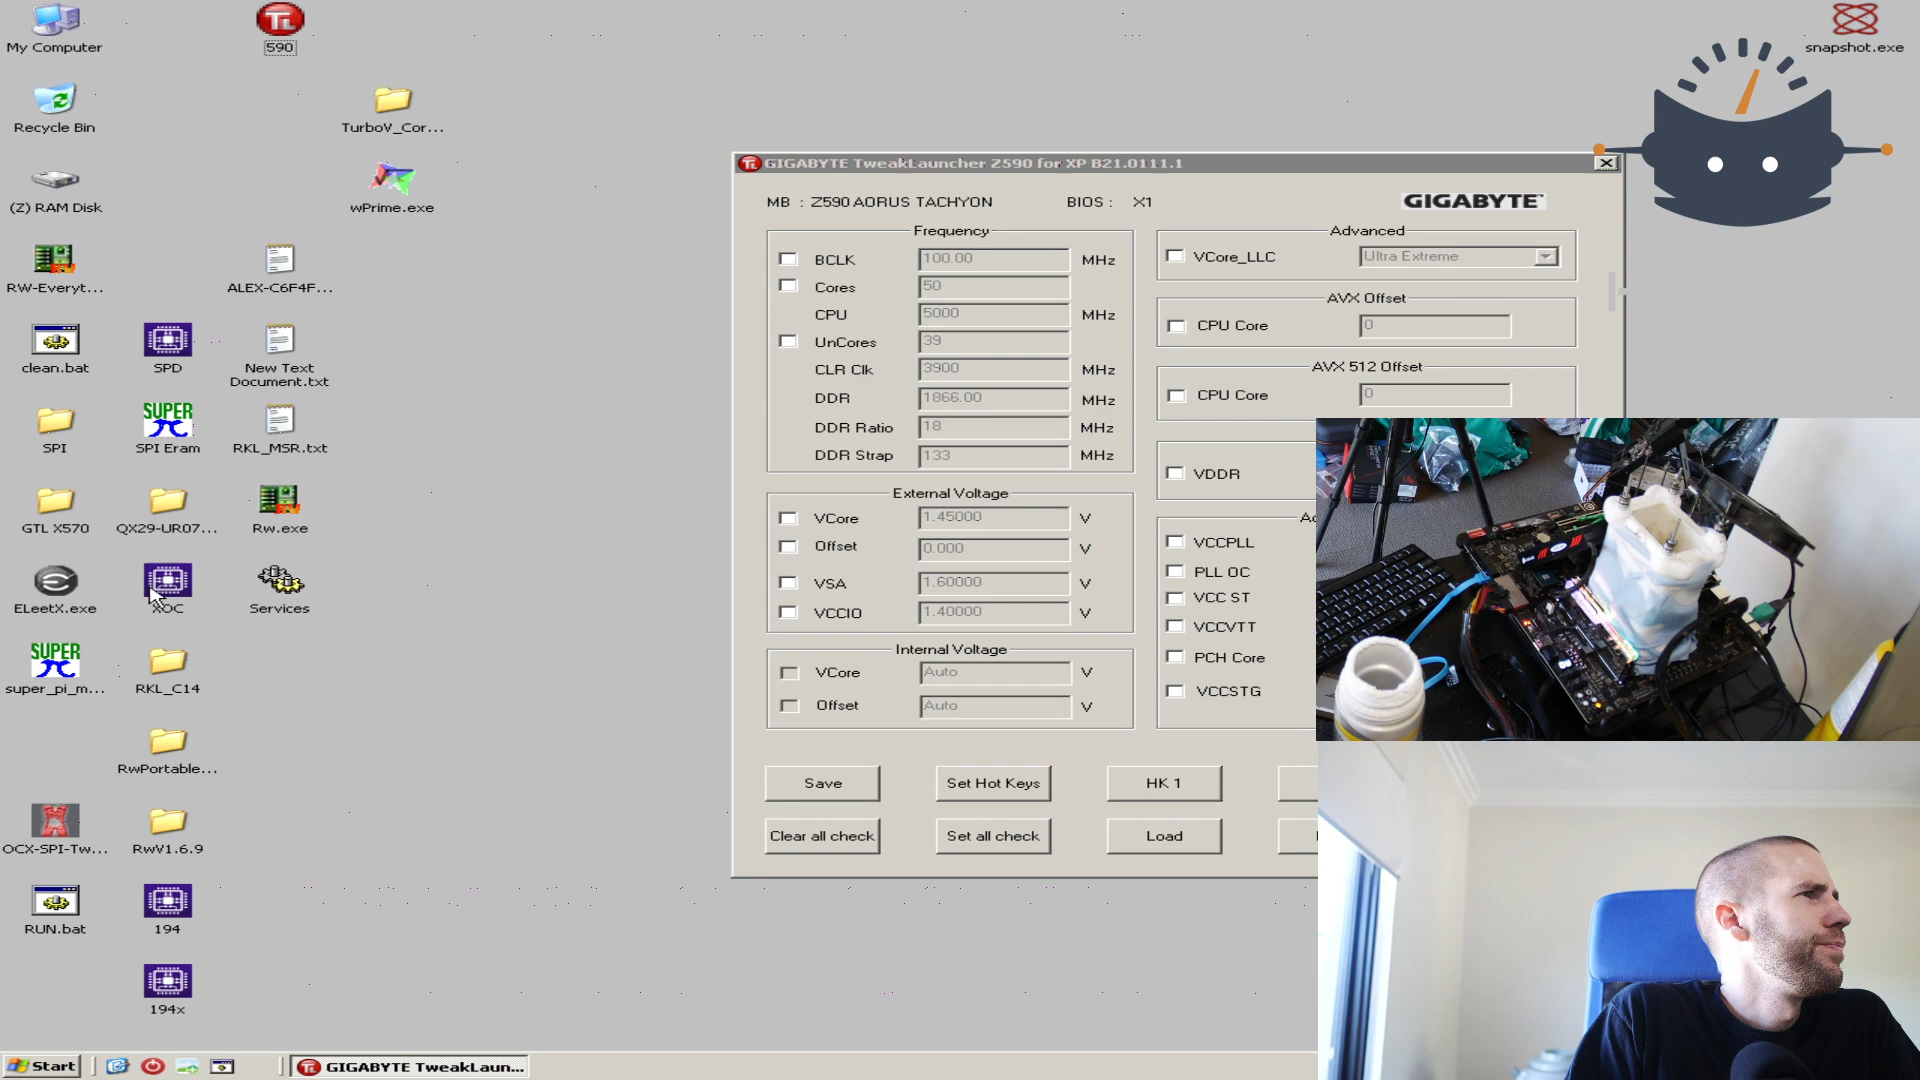 My Computer
590
snapshot.exe
Recycle Bin
TurboV_Cor...
(Z) RAM Disk
wPrime.exe
RW-Everyt...
ALEX-C6F4F...
clean.bat
SPD
New Text
Document.txt
SUPER
SPI
SPI Eram
RKL_MSR.txt
GTL X570
QX29-UR07...
Rw.exe
ELeetX.exe
XOC
Services
SUPER
super_pi_m...
RKL_C14
RwPortable...
OCX-SPI-Tw...
RwV1.6.9
RUN.bat
194
194x
GIGABYTE TweakLauncher Z590 for XP B21.0111.1
MB : Z590 AORUS TACHYON
BIOS : X1
GIGABYTE
Frequency
BCLK 100.00 MHz
Cores 50
CPU 5000 MHz
UnCores 39
CLR Clk 3900 MHz
DDR 1866.00 MHz
DDR Ratio 18 MHz
DDR Strap 133 MHz
External Voltage
VCore 1.45000 V
Offset 0.000 V
VSA 1.60000 V
VCCIO 1.40000 V
Internal Voltage
VCore Auto V
Offset Auto V
Advanced
VCore_LLC Ultra Extreme
AVX Offset
CPU Core 0
AVX 512 Offset
CPU Core 0
VDDR
VCCPLL
PLL OC
VCC ST
VCCVTT
PCH Core
VCCSTG
Save
Set Hot Keys
HK 1
Clear all check
Set all check
Load
Start
GIGABYTE TweakLaun...